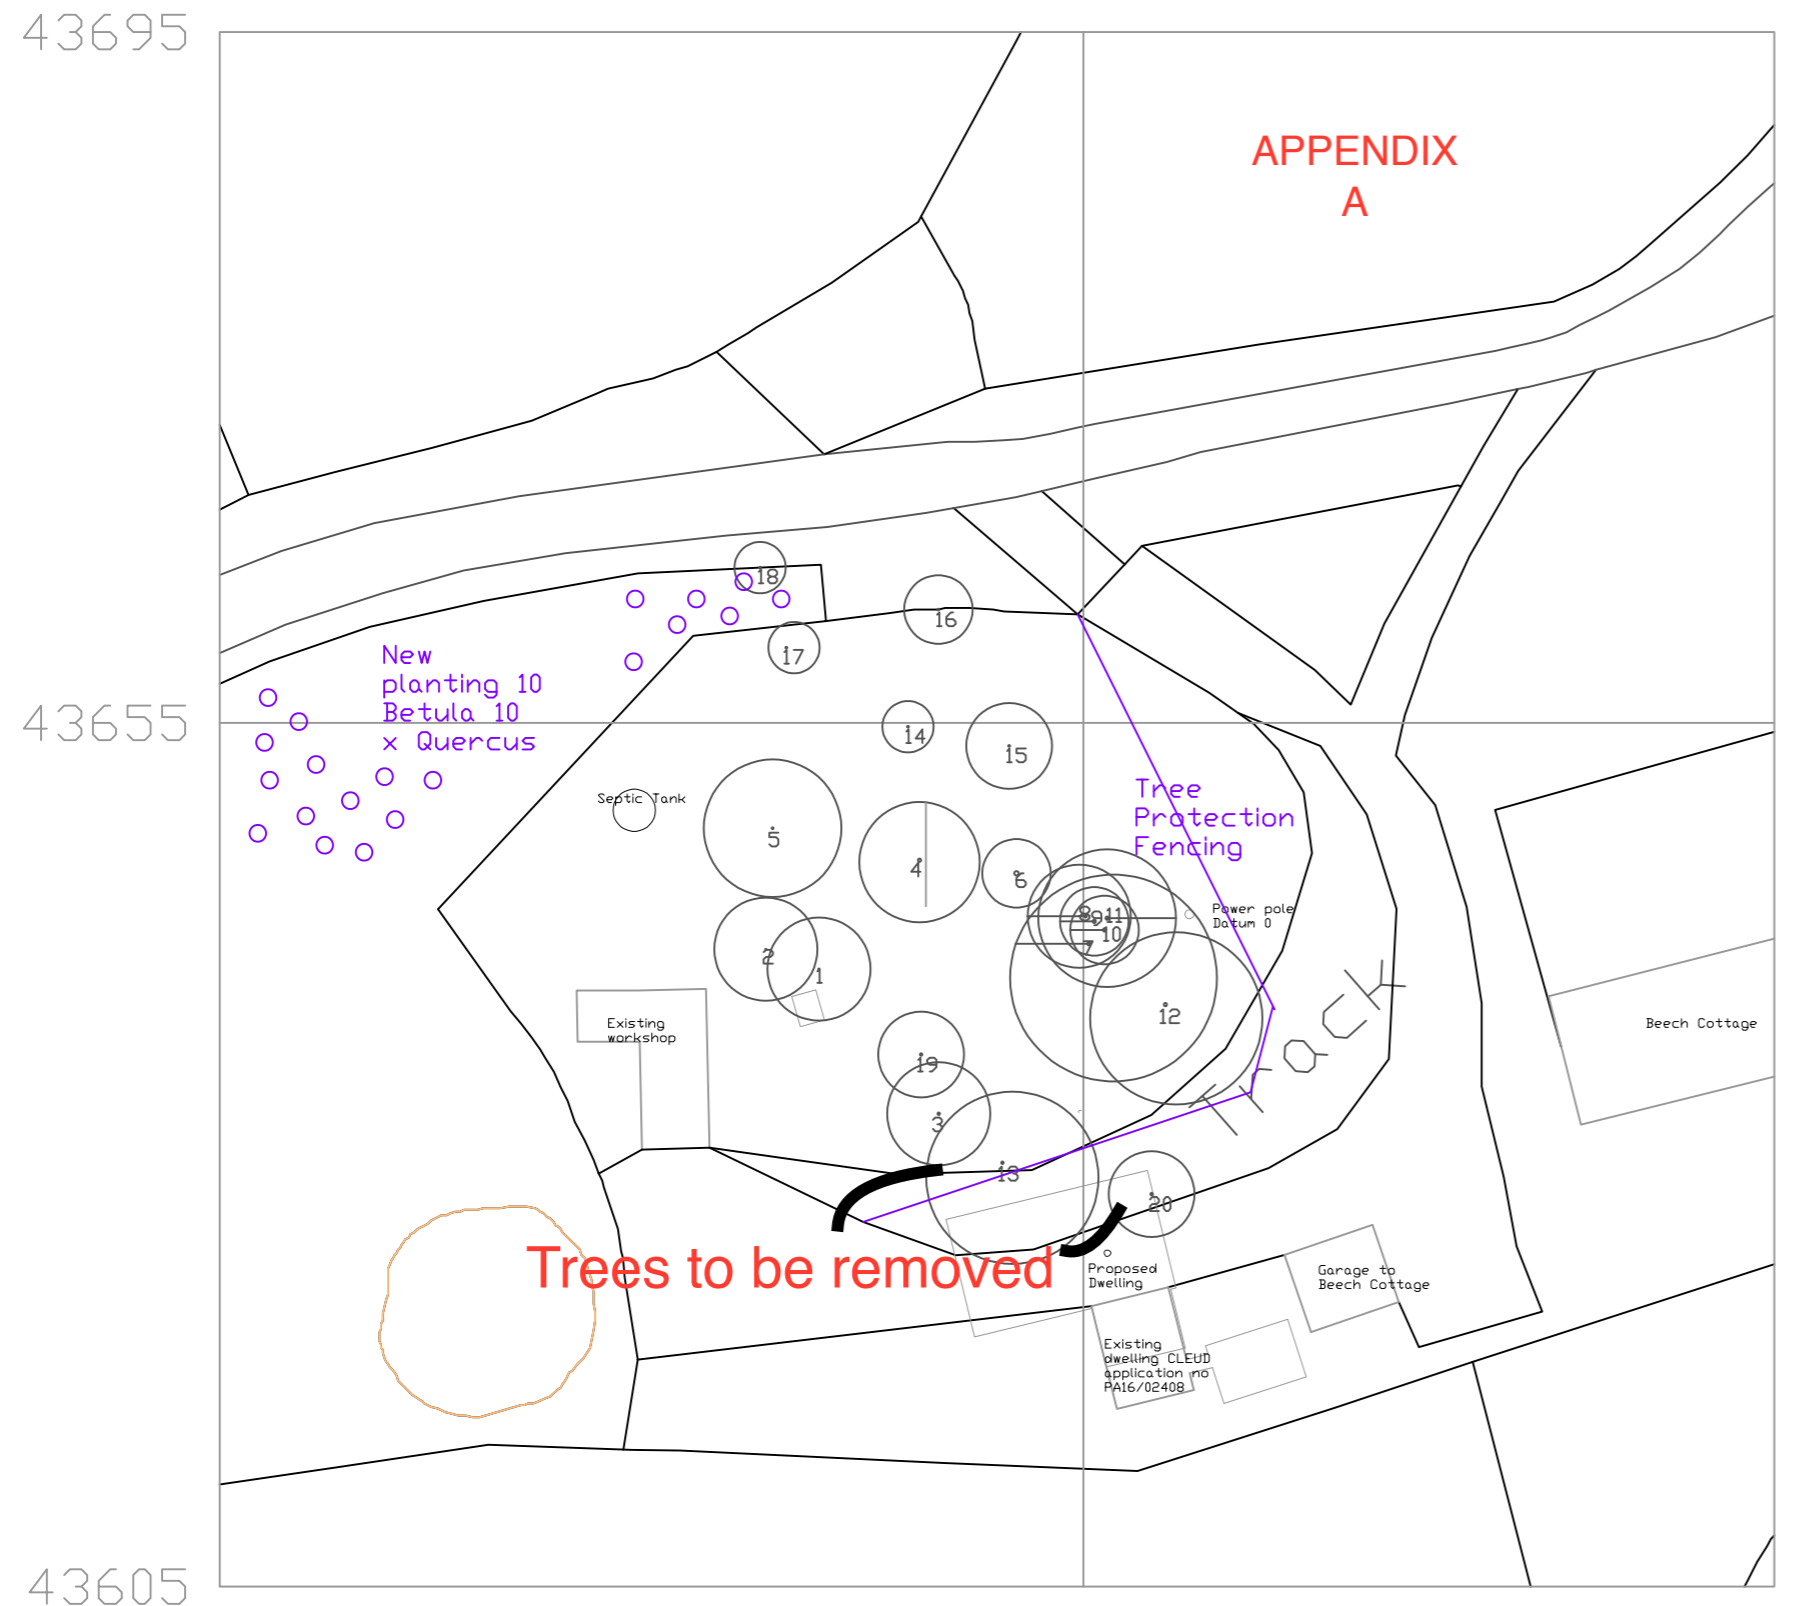 43695
APPENDIX
A
18
16
17
New
planting 10
Betula 10
x Quercus
43655
14
15
Tree
Protection
Fencing
Septic Tank
5
4
6
8
9
11
10
7
Power pole
Datum 0
2
1
12
Track
Existing
workshop
Beech Cottage
19
3
13
20
Trees to be removed
Proposed
Dwelling
Garage to
Beech Cottage
Existing
dwelling CLEUD
application no
PA16/02408
43605